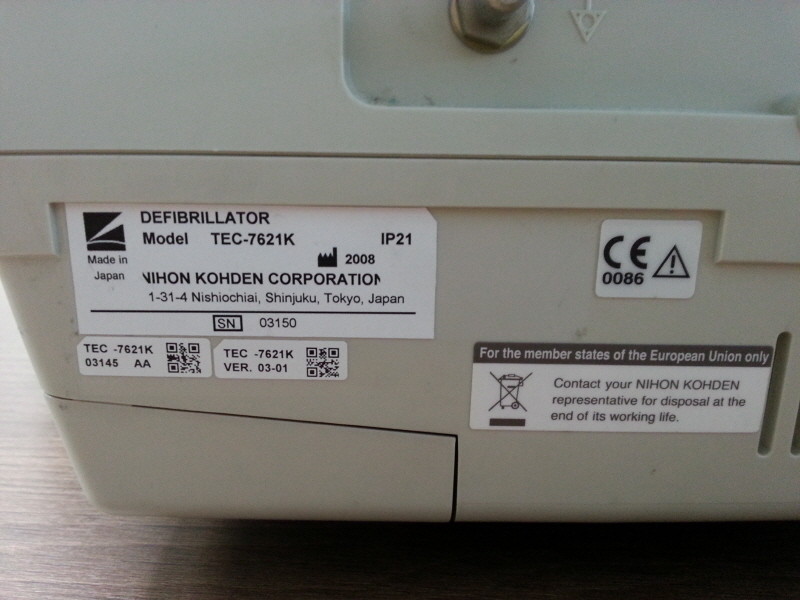 DEFIBRILLATOR
Model TEC-7621K IP21
2008
Made in
Japan
NIHON KOHDEN CORPORATION
1-31-4 Nishiochiai, Shinjuku, Tokyo, Japan
SN 03150
TEC -7621K
03145 AA
TEC -7621K
VER. 03-01
CE
0086
For the member states of the European Union only
Contact your NIHON KOHDEN
representative for disposal at the
end of its working life.